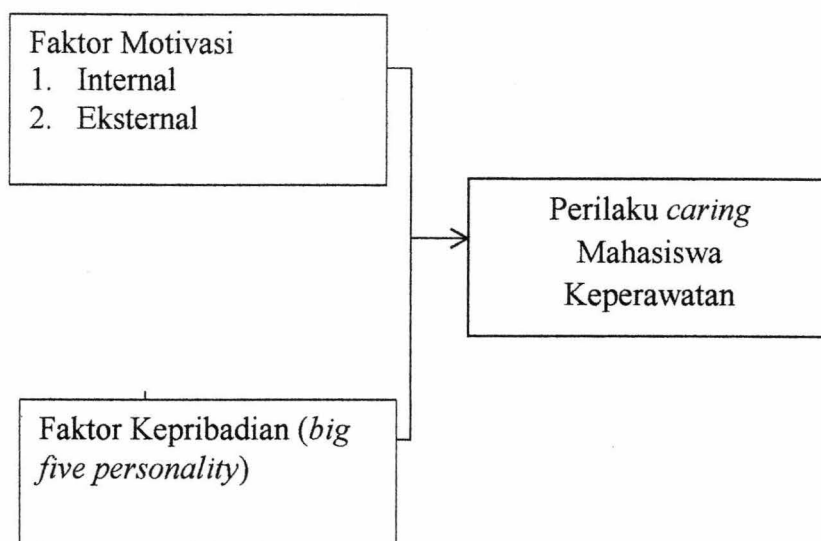 Faktor Motivasi
1. Internal
2. Eksternal
Perilaku caring
Mahasiswa
Keperawatan
Faktor Kepribadian (big
five personality)